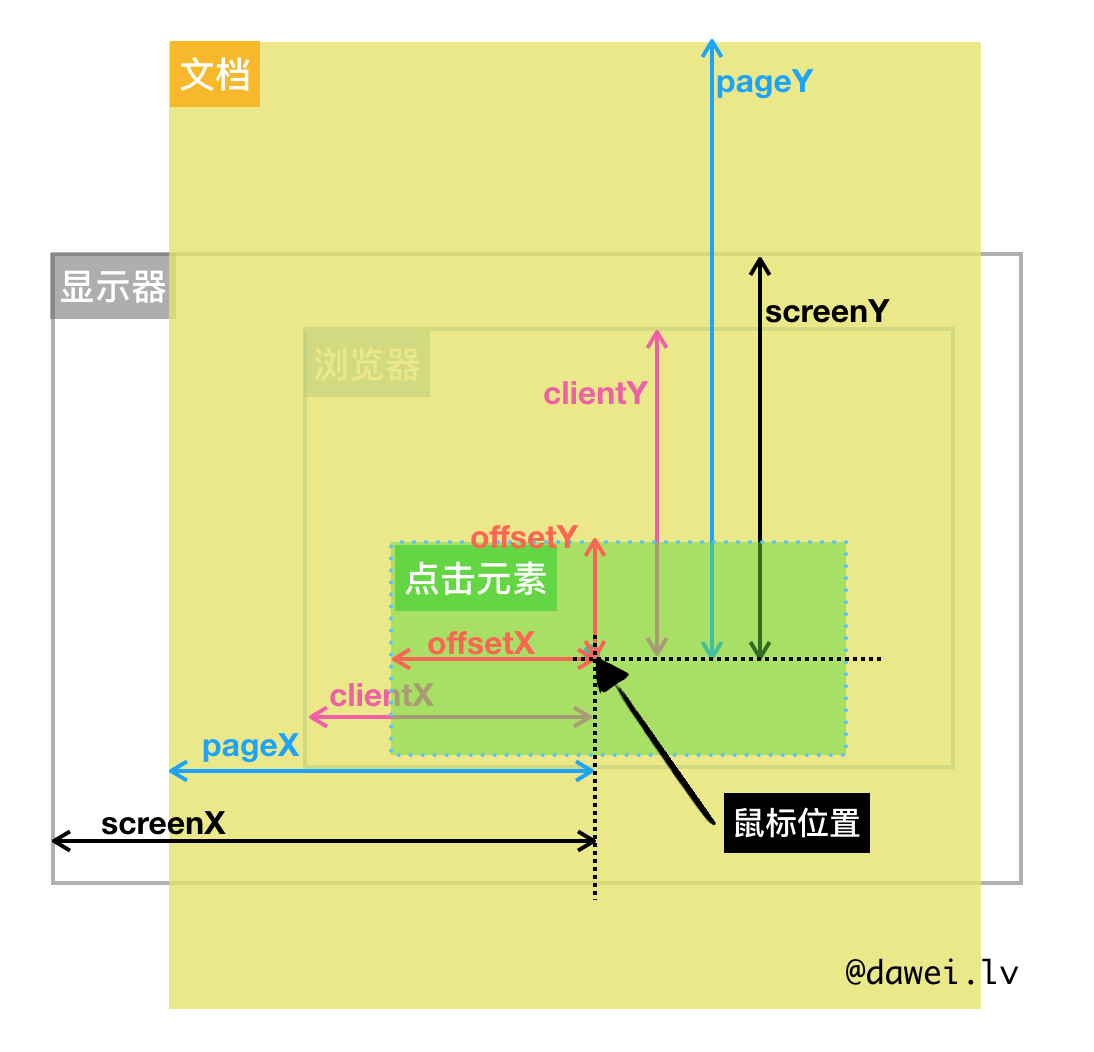 文档
pageY
显示器
screenY
浏览器
clientY
offsetY
点击元素
offsetX
clientX
pageX
screenX
鼠标位置
@dawei.lv